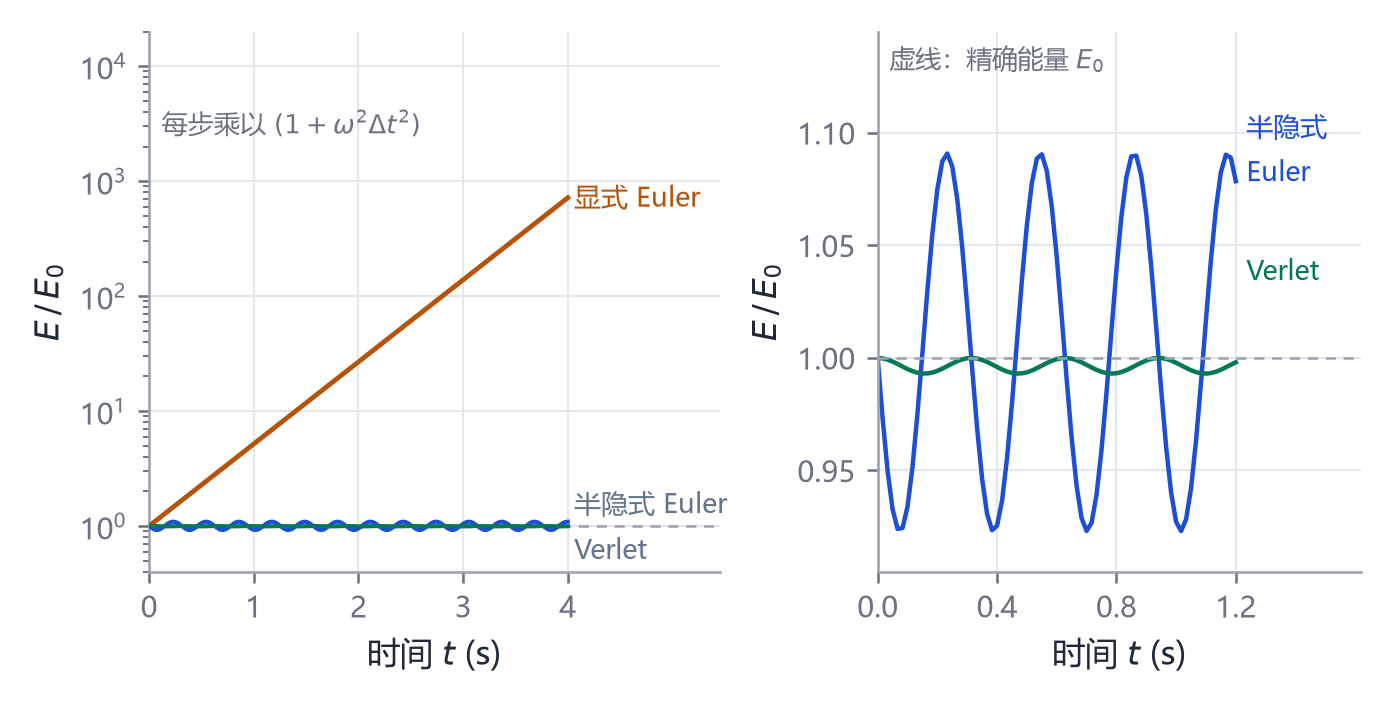 10⁴
10³
10²
10¹
10⁰
E / E₀
每步乘以 (1 + ω²Δt²)
显式 Euler
半隐式 Euler
Verlet
0 1 2 3 4
时间 t (s)
虚线：精确能量 E₀
1.10
1.05
1.00
0.95
E / E₀
半隐式
Euler
Verlet
0.0 0.4 0.8 1.2
时间 t (s)